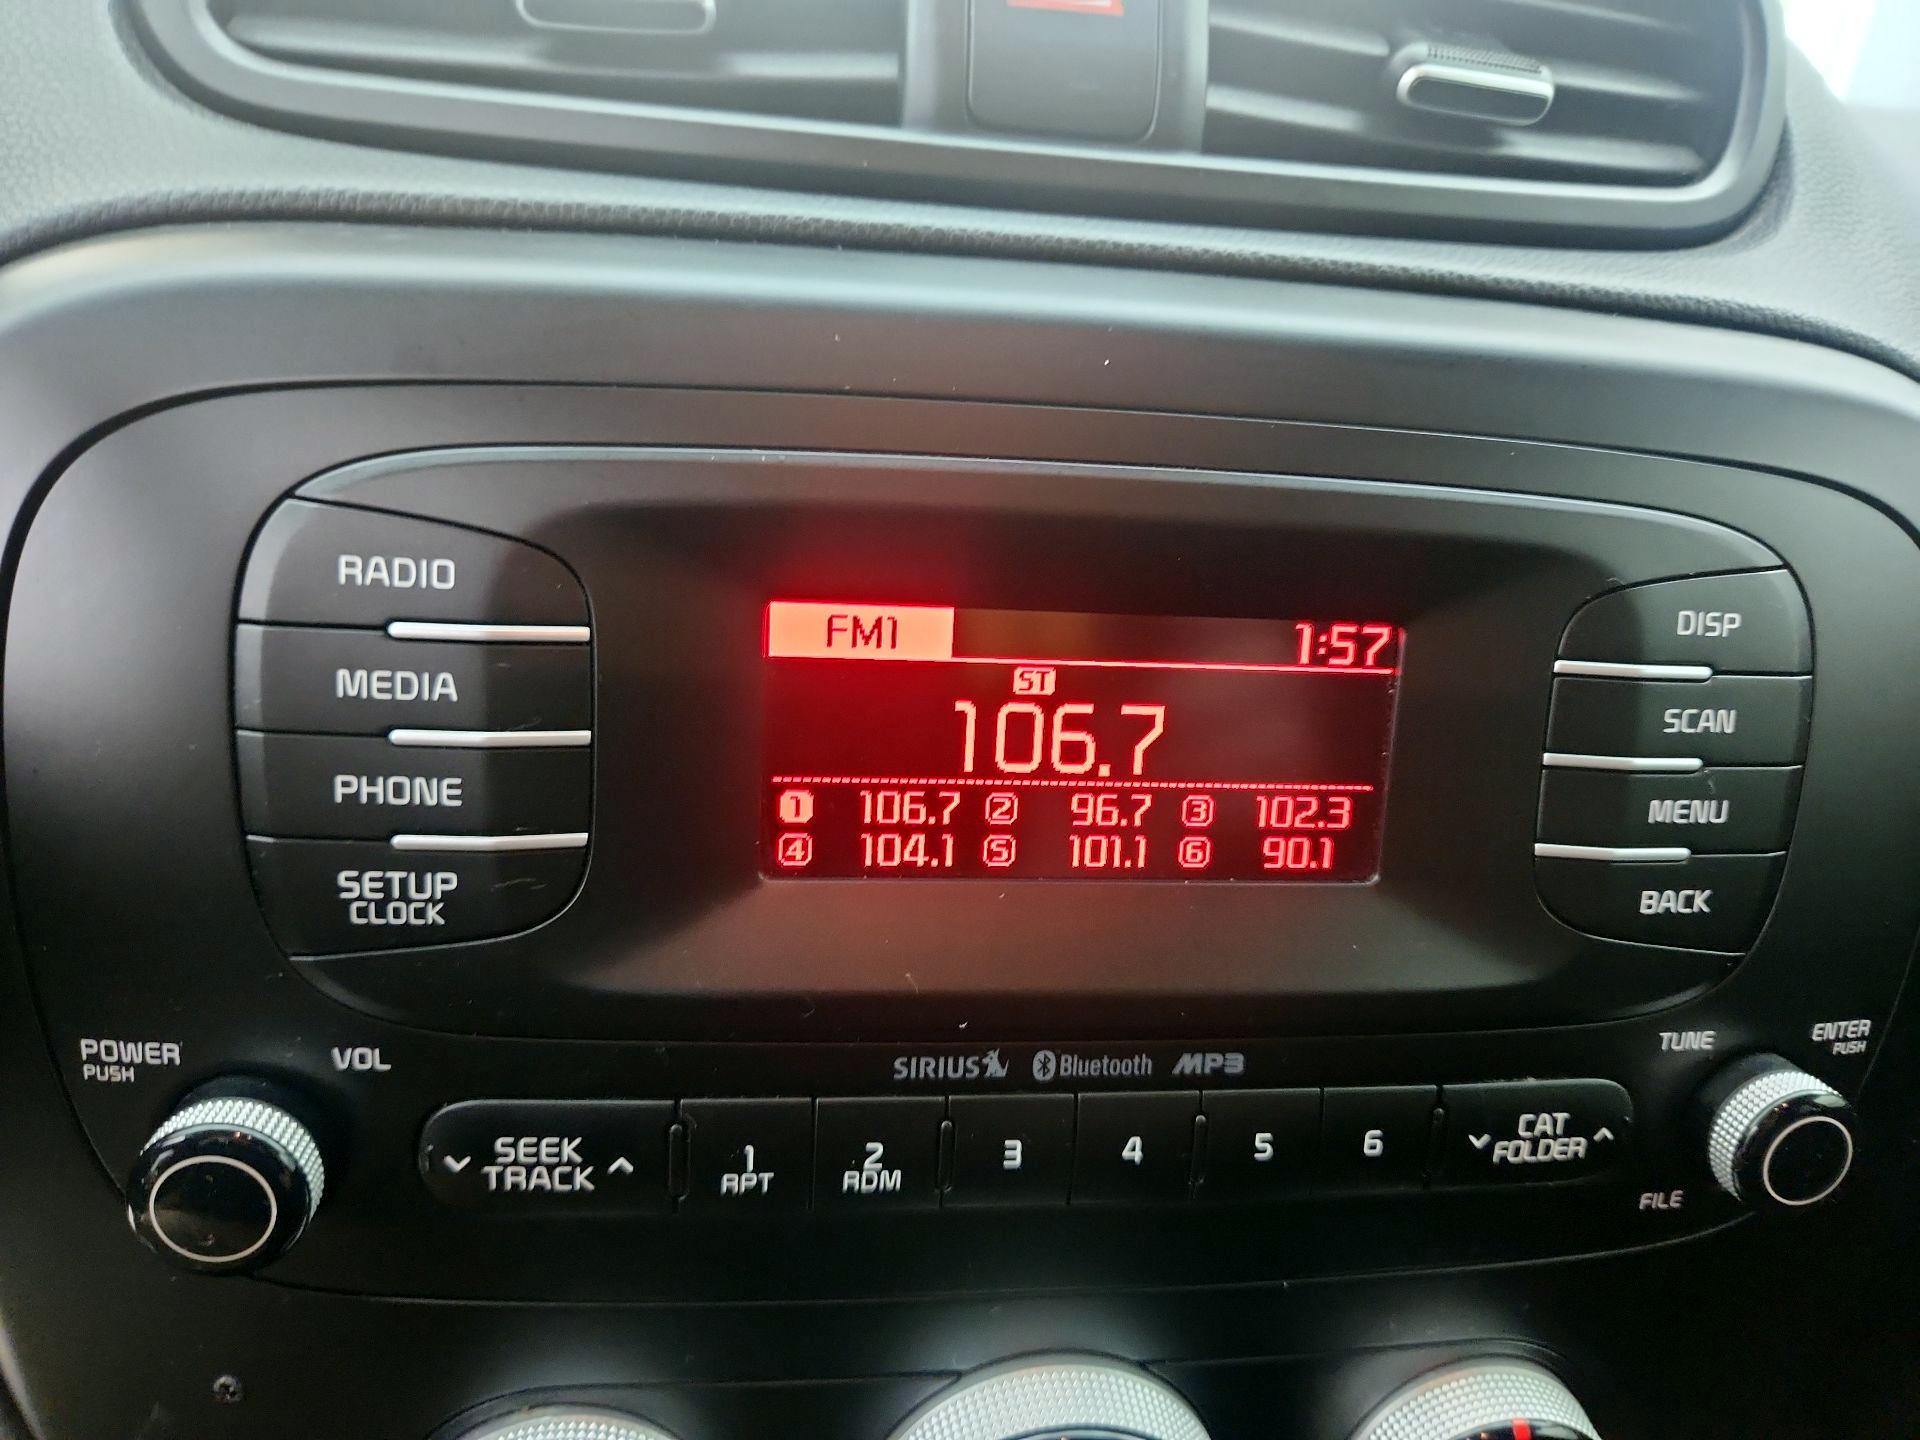 RADIO
MEDIA
PHONE
SETUP
CLOCK
FM1 1:57
ST
106.7
1 106.7 2 96.7 3 102.3
4 104.1 5 101.1 6 90.1
DISP
SCAN
MENU
BACK
POWER
PUSH
VOL
SIRIUS Bluetooth MP3
TUNE
ENTER
PUSH
SEEK
TRACK
1
RPT
2
RDM
3
4
5
6
CAT
FOLDER
FILE